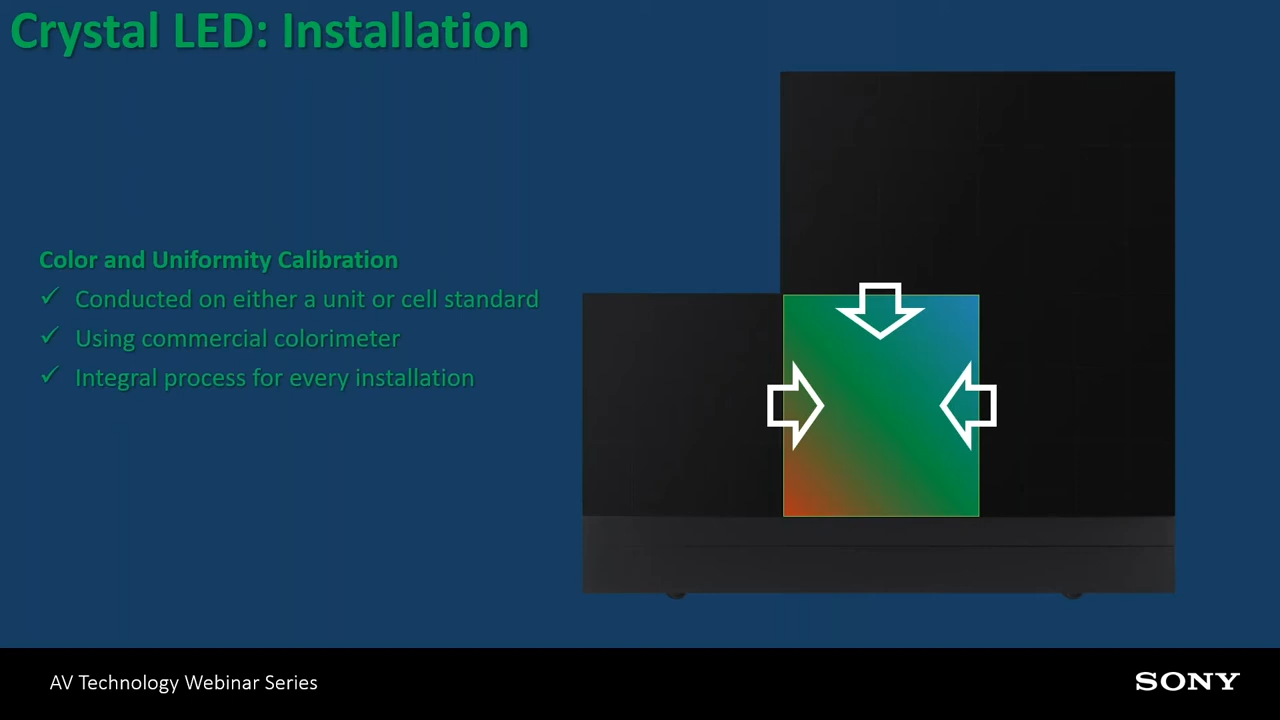 Crystal LED: Installation
Color and Uniformity Calibration
✓ Conducted on either a unit or cell standard
✓ Using commercial colorimeter
✓ Integral process for every installation
AV Technology Webinar Series
SONY